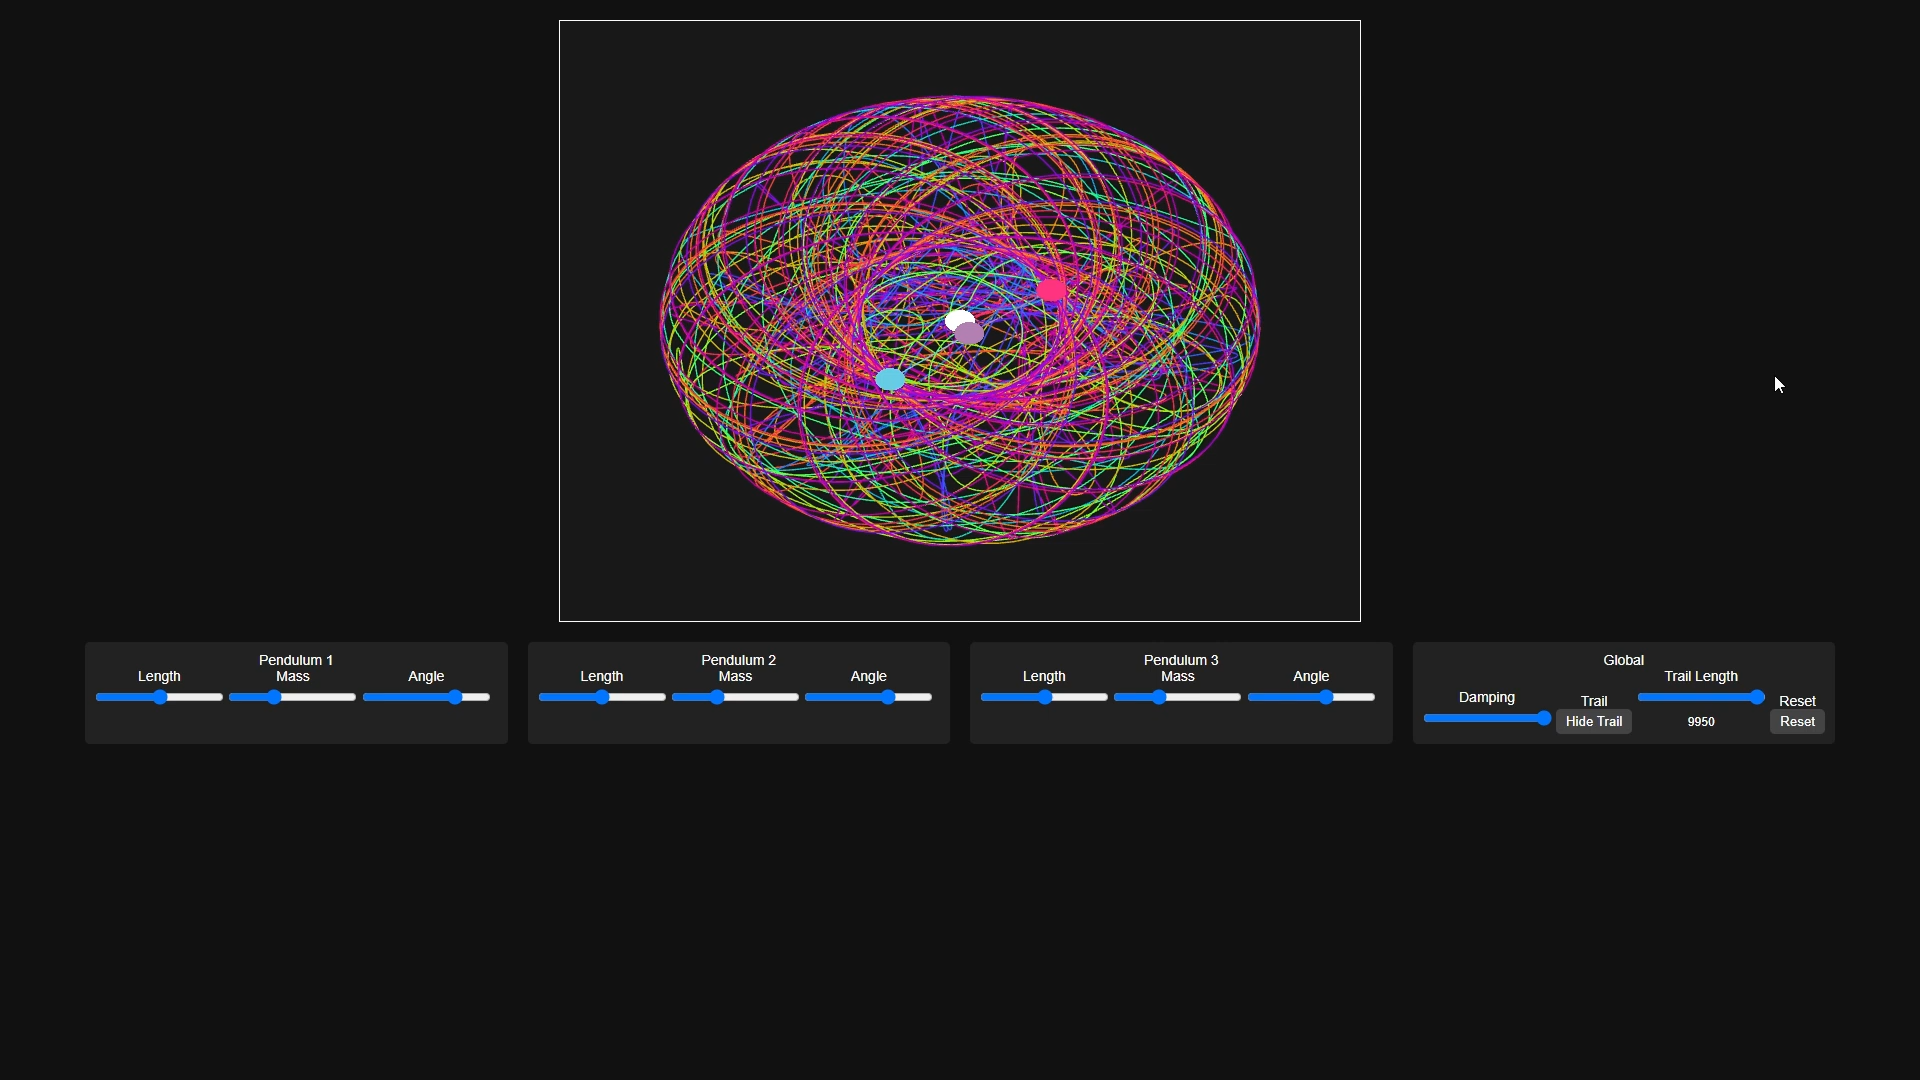 Pendulum 1
Length Mass Angle
Pendulum 2
Length Mass Angle
Pendulum 3
Length Mass Angle
Global
Damping
Trail
Hide Trail
Trail Length
9950
Reset
Reset